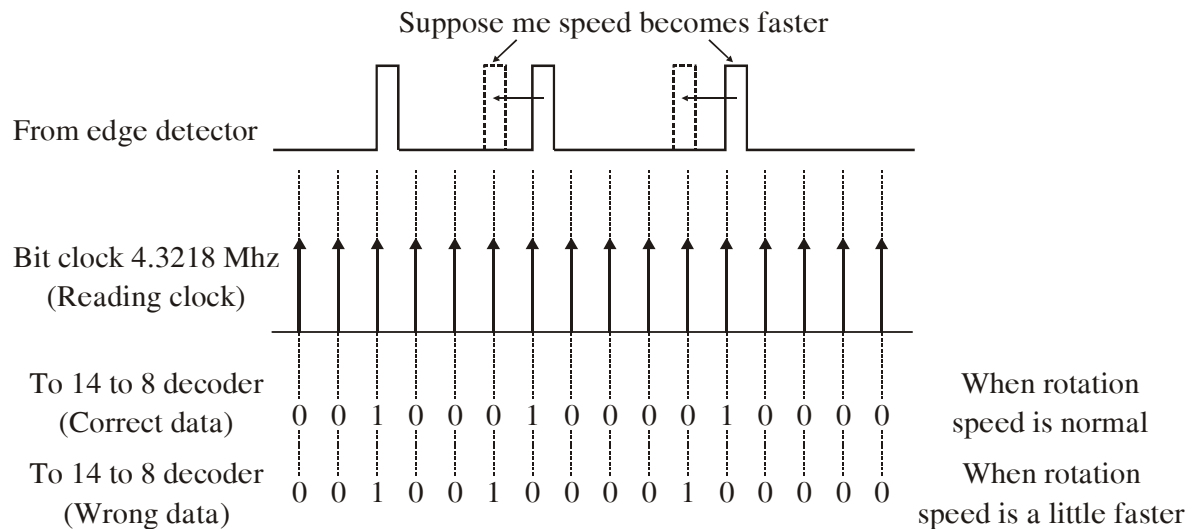 Suppose me speed becomes faster
From edge detector
Bit clock 4.3218 Mhz
(Reading clock)
To 14 to 8 decoder
(Correct data)
0 0 1 0 0 0 1 0 0 0 0 1 0 0 0 0
When rotation
speed is normal
To 14 to 8 decoder
(Wrong data)
0 0 1 0 0 1 0 0 0 0 1 0 0 0 0 0
When rotation
speed is a little faster